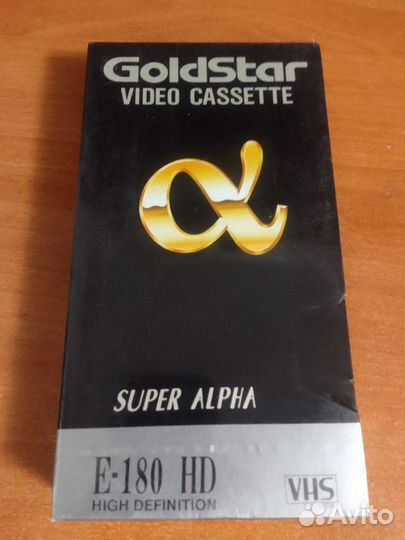 GoldStar
VIDEO CASSETTE
α
SUPER ALPHA
E-180 HD
HIGH DEFINITION
VHS
Avito